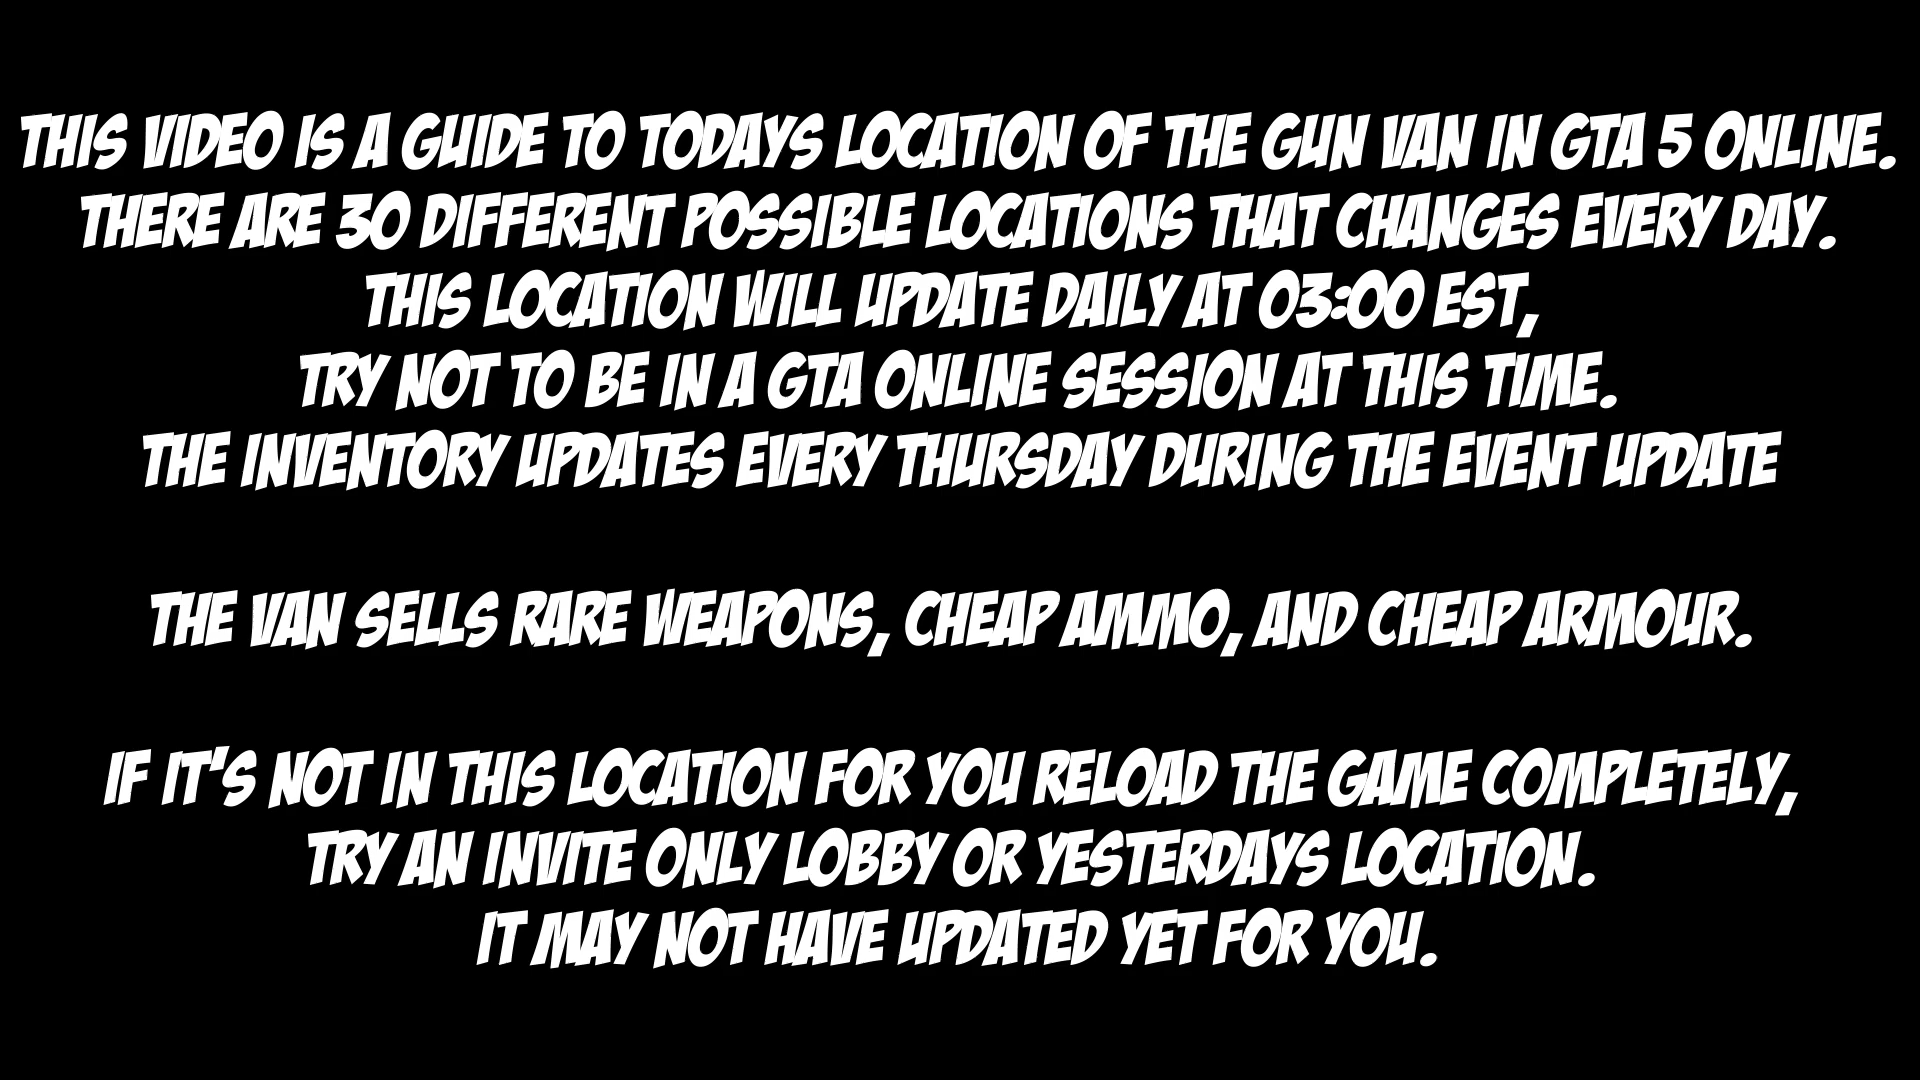 THIS VIDEO IS A GUIDE TO TODAYS LOCATION OF THE GUN VAN IN GTA 5 ONLINE.
THERE ARE 30 DIFFERENT POSSIBLE LOCATIONS THAT CHANGES EVERY DAY.
THIS LOCATION WILL UPDATE DAILY AT 03:00 EST,
TRY NOT TO BE IN A GTA ONLINE SESSION AT THIS TIME.
THE INVENTORY UPDATES EVERY THURSDAY DURING THE EVENT UPDATE
THE VAN SELLS RARE WEAPONS, CHEAP AMMO, AND CHEAP ARMOUR.
IF IT'S NOT IN THIS LOCATION FOR YOU RELOAD THE GAME COMPLETELY,
TRY AN INVITE ONLY LOBBY OR YESTERDAYS LOCATION.
IT MAY NOT HAVE UPDATED YET FOR YOU.